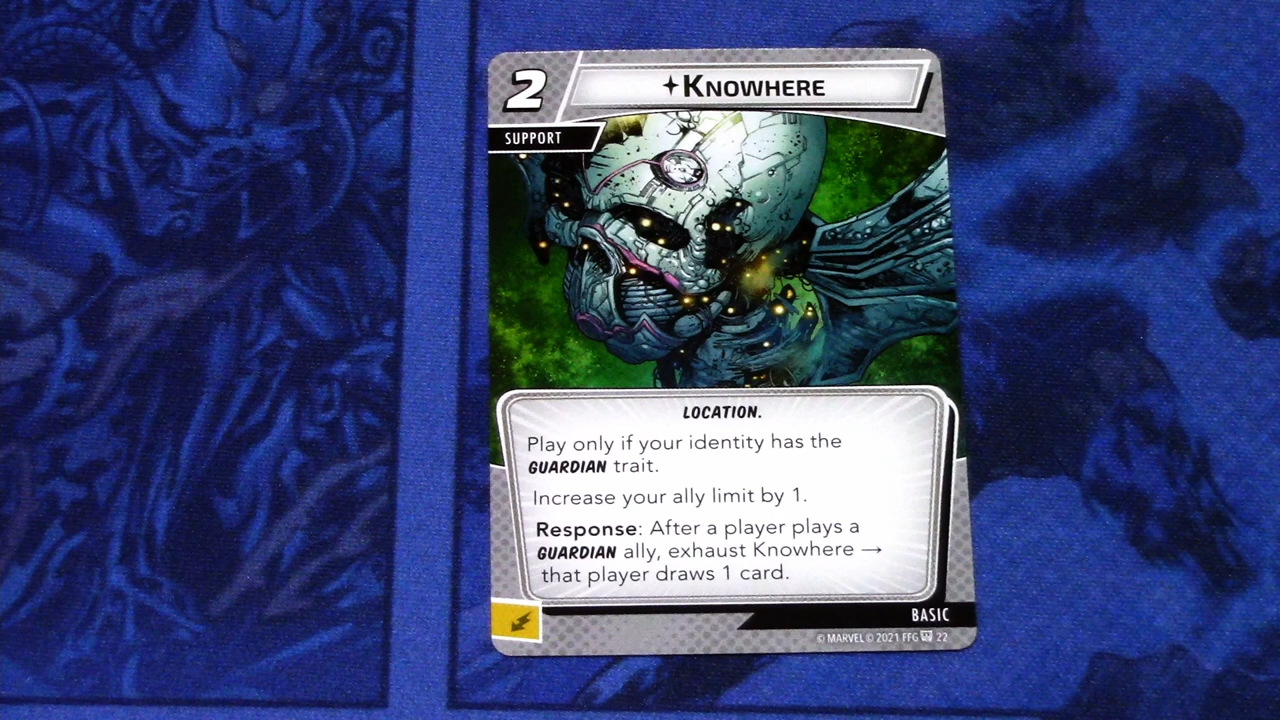 2
✦KNOWHERE
SUPPORT
LOCATION.
Play only if your identity has the
GUARDIAN trait.
Increase your ally limit by 1.
Response: After a player plays a
GUARDIAN ally, exhaust Knowhere →
that player draws 1 card.
BASIC
© MARVEL © 2021 FFG 22